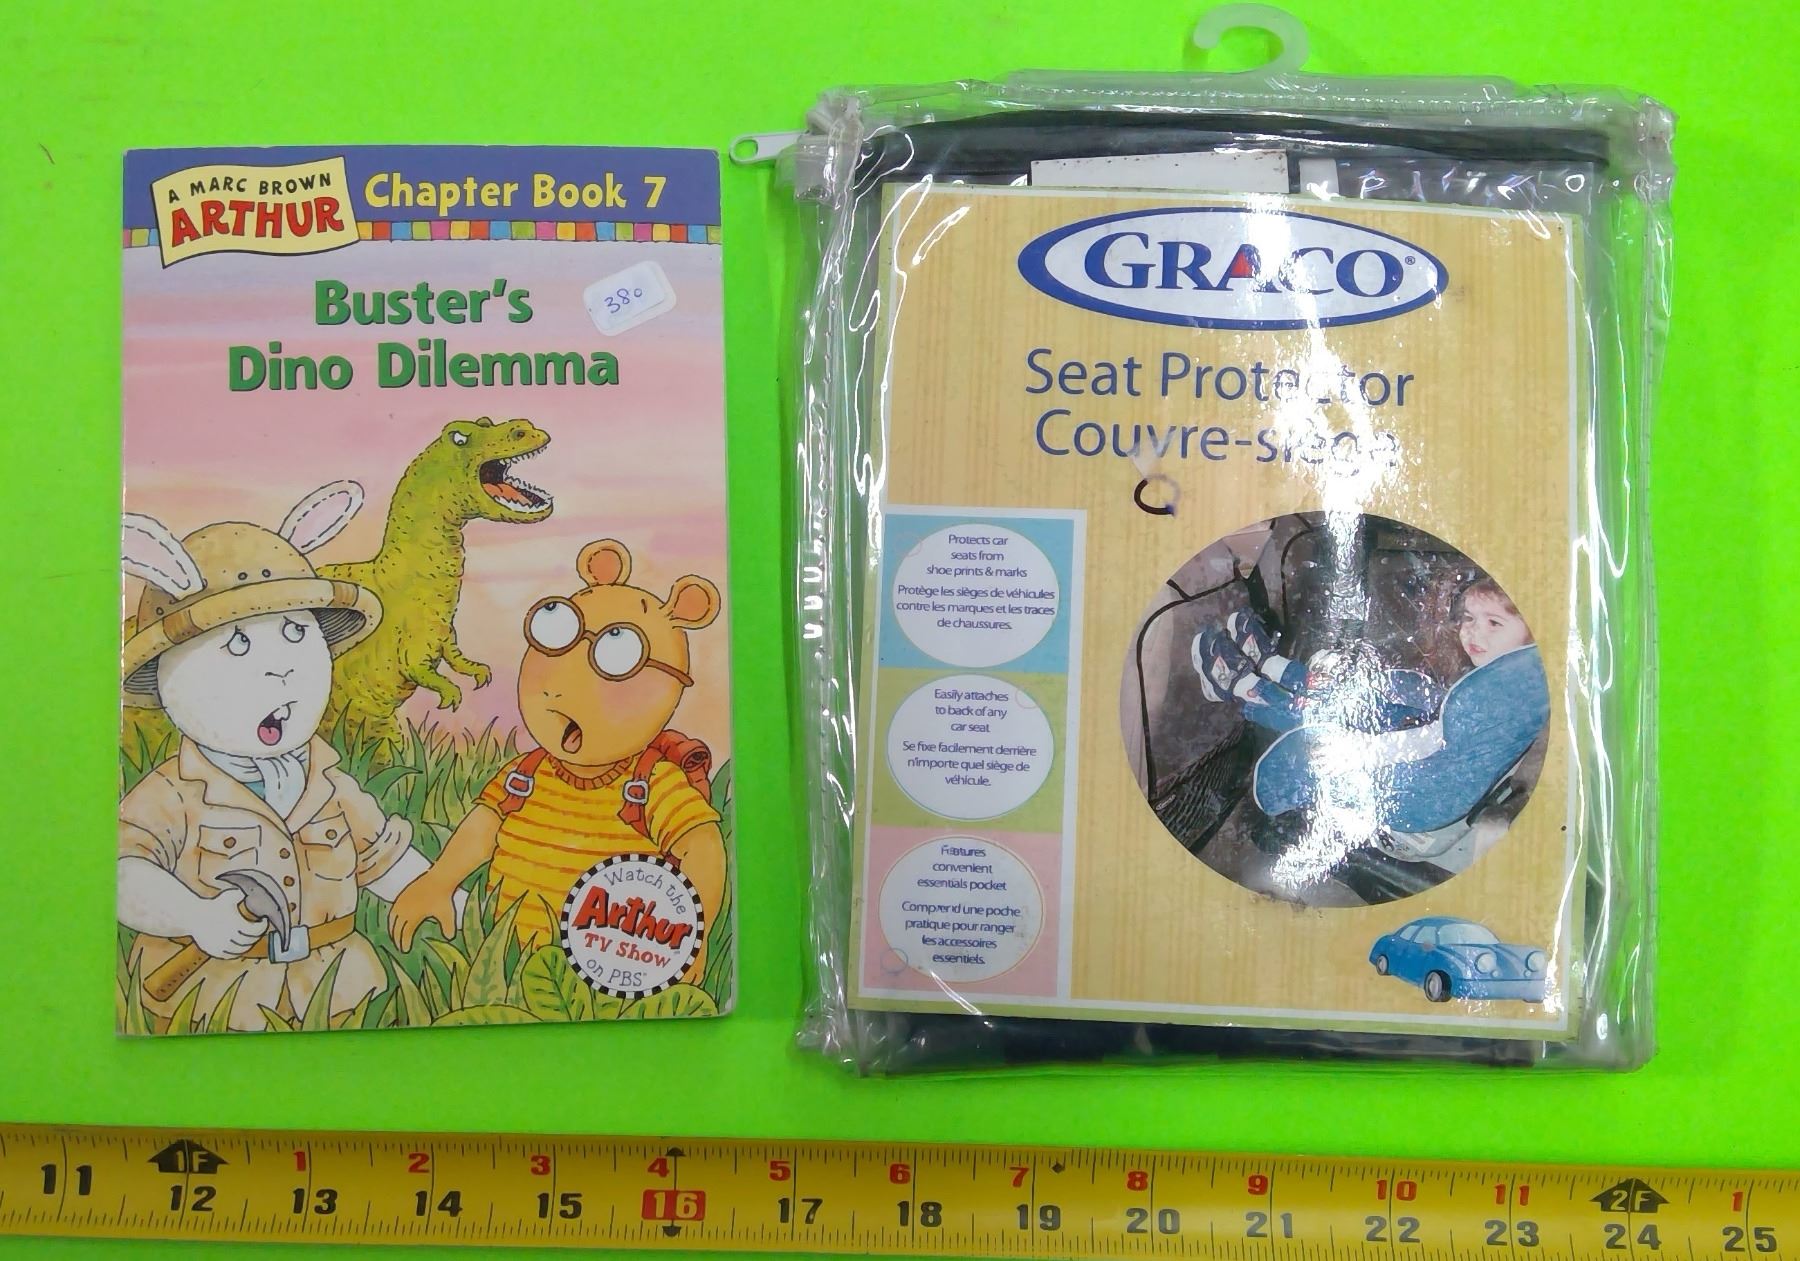 A MARC BROWN
ARTHUR
Chapter Book 7
Buster's
Dino Dilemma
380
Watch the
Arthur
TV Show
on PBS
GRACO®
Seat Protector
Couvre-siège
Protects car
seats from
shoe prints & marks
Protège les sièges de véhicules
contre les marques et les traces
de chaussures.
Easily attaches
to back of any
car seat
Se fixe facilement derrière
n'importe quel siège de
véhicule.
Features
convenient
essentials pocket
Comprend une poche
pratique pour ranger
les accessoires
essentiels.
1F 1 2 3 4 5 6 7 8 9 10 11 2F 1
11 12 13 14 15 16 17 18 19 20 21 22 23 24 25